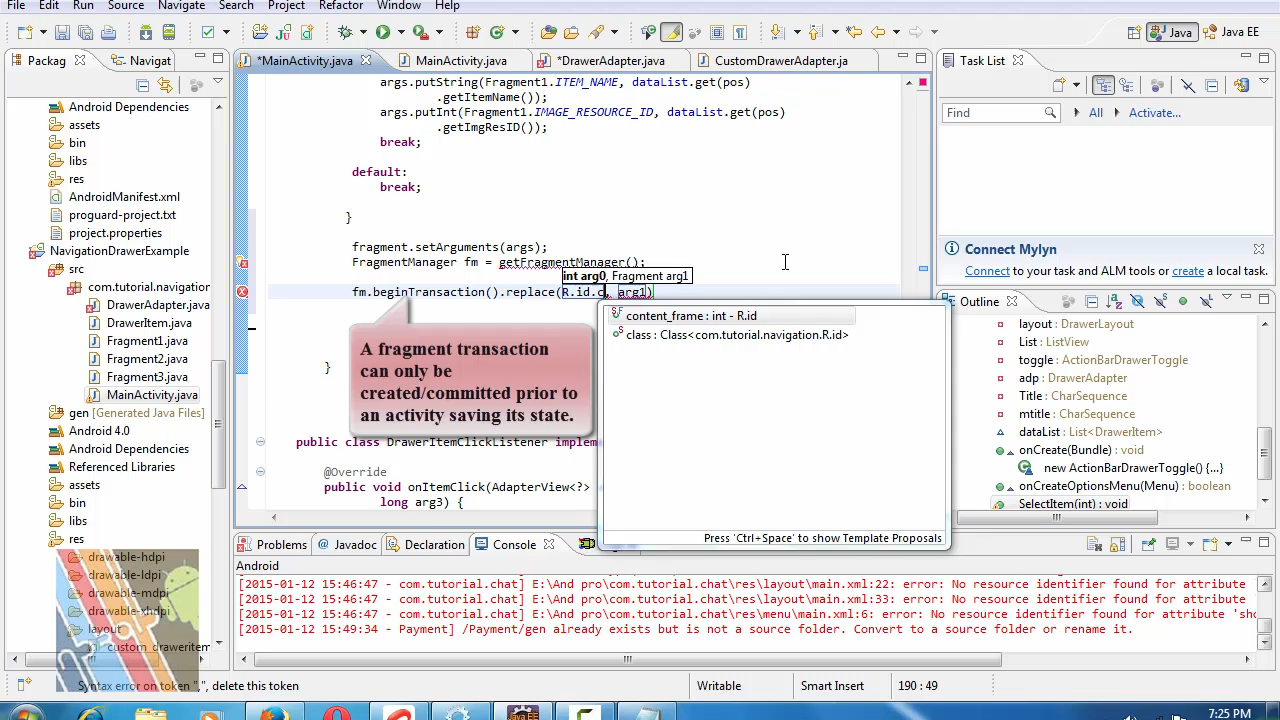 File Edit Run Source Navigate Search Project Refactor Window Help
Java
Java EE
Packag
Navigat
*MainActivity.java
MainActivity.java
*DrawerAdapter.java
CustomDrawerAdapter.ja
Task List
Find
All
Activate...
Android Dependencies
assets
bin
libs
res
AndroidManifest.xml
proguard-project.txt
project.properties
NavigationDrawerExample
src
com.tutorial.navigation
DrawerAdapter.java
DrawerItem.java
Fragment1.java
Fragment2.java
Fragment3.java
MainActivity.java
gen [Generated Java Files]
Android 4.0
Android Dependencies
Referenced Libraries
assets
bin
libs
res
drawable-hdpi
drawable-ldpi
drawable-mdpi
drawable-xhdpi
layout
custom_draweritem
args.putString(Fragment1.ITEM_NAME, dataList.get(pos)
.getItemName());
args.putInt(Fragment1.IMAGE_RESOURCE_ID, dataList.get(pos)
.getImgResID());
break;
default:
break;
}
fragment.setArguments(args);
FragmentManager fm = getFragmentManager();
int arg0, Fragment arg1
fm.beginTransaction().replace(R.id.c, arg1)
content_frame : int - R.id
class : Class<com.tutorial.navigation.R.id>
Press 'Ctrl+Space' to show Template Proposals
A fragment transaction
can only be
created/committed prior to
an activity saving its state.
}
public class DrawerItemClickListener implem
@Override
public void onItemClick(AdapterView<?>
long arg3) {
Connect Mylyn
Connect to your task and ALM tools or create a local task.
Outline
layout : DrawerLayout
List : ListView
toggle : ActionBarDrawerToggle
adp : DrawerAdapter
Title : CharSequence
mtitle : CharSequence
dataList : List<DrawerItem>
onCreate(Bundle) : void
new ActionBarDrawerToggle() {...}
onCreateOptionsMenu(Menu) : boolean
SelectItem(int) : void
Problems
Javadoc
Declaration
Console
Android
[2015-01-12 15:46:47 - com.tutorial.chat] E:\And pro\com.tutorial.chat\res\layout\main.xml:22: error: No resource identifier found for attribute
[2015-01-12 15:46:47 - com.tutorial.chat] E:\And pro\com.tutorial.chat\res\layout\main.xml:33: error: No resource identifier found for attribute
[2015-01-12 15:46:47 - com.tutorial.chat] E:\And pro\com.tutorial.chat\res\menu\main.xml:6: error: No resource identifier found for attribute 'sho
[2015-01-12 15:49:34 - Payment] /Payment/gen already exists but is not a source folder. Convert to a source folder or rename it.
Syntax error on token ",", delete this token
Writable
Smart Insert
190 : 49
7:25 PM